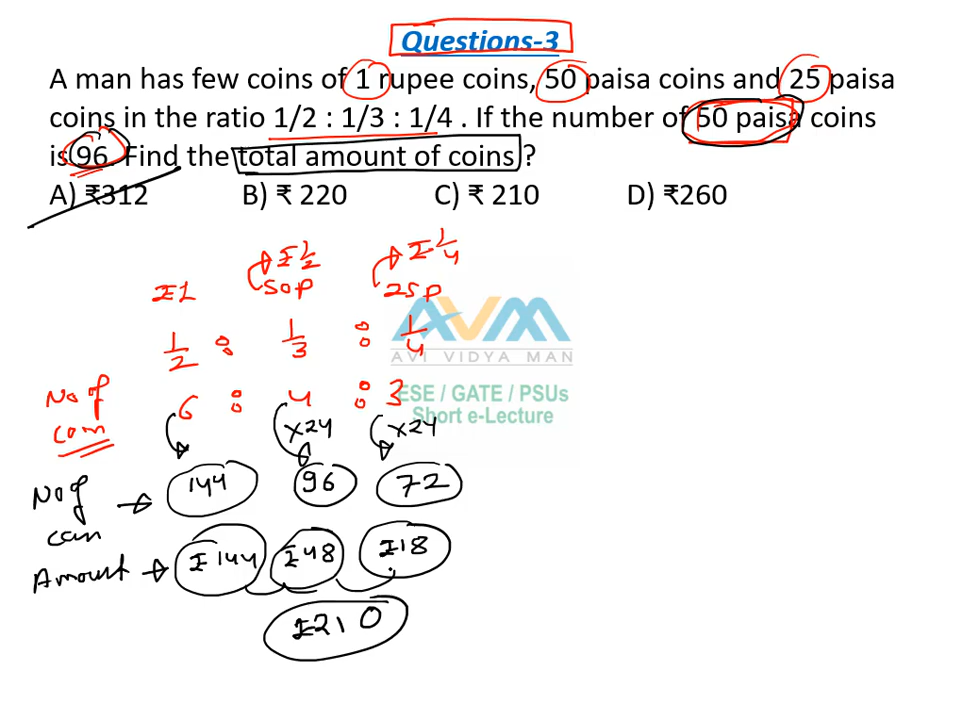 Questions-3
A man has few coins of 1 rupee coins, 50 paisa coins and 25 paisa
coins in the ratio 1/2 : 1/3 : 1/4 . If the number of 50 paisa coins
is 96. Find the total amount of coins ?
A) ₹312 B) ₹ 220 C) ₹ 210 D) ₹260
₹1/2 ₹1/4
₹1 50p 25p
1/2 : 1/3 : 1/4
AVM
AVI VIDYA MAN
No of 6 : 4 : 3
ESE / GATE / PSUs
Short e-Lecture
coin
×24 ×24
No of
can 144 96 72
Amount → ₹144 ₹48 ₹18
₹210